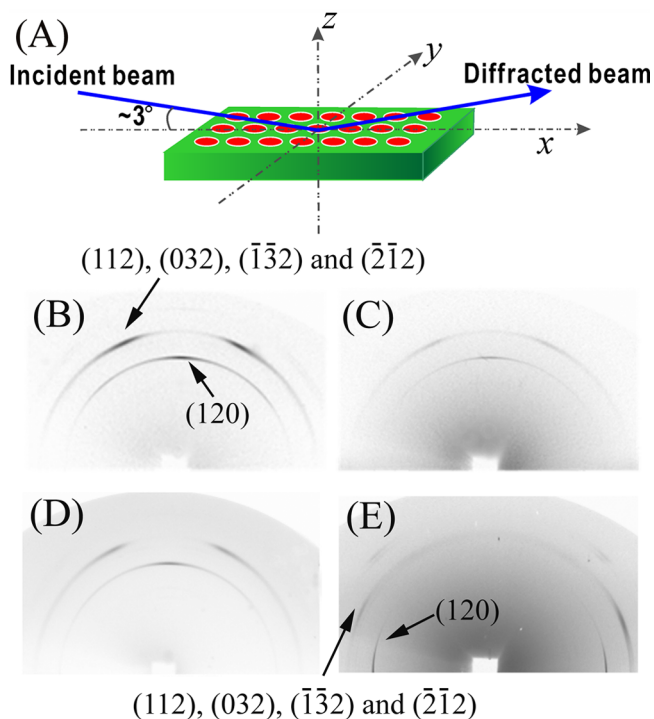 (A)
z
y
Incident beam
Diffracted beam
~3°
x
(112), (032), (1̄3̄2) and (2̄1̄2)
(B)
(C)
(120)
(D)
(E)
(120)
(112), (032), (1̄3̄2) and (2̄1̄2)